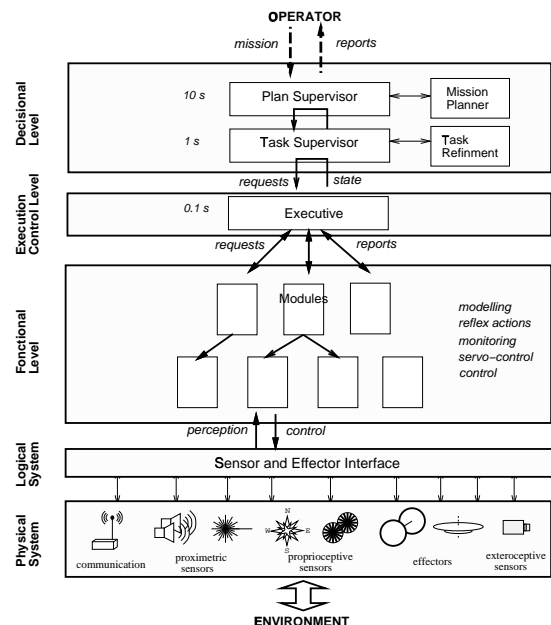 OPERATOR
mission
reports
Decisional
Level
10 s
Plan Supervisor
Mission
Planner
1 s
Task Supervisor
Task
Refinment
requests
state
Execution
Control Level
0.1 s
Executive
requests
reports
Fonctional
Level
Modules
modelling
reflex actions
monitoring
servo-control
control
perception
control
Logical
System
Sensor and Effector Interface
Physical
System
N
W
E
S
communication
proximetric
sensors
proprioceptive
sensors
effectors
exteroceptive
sensors
ENVIRONMENT